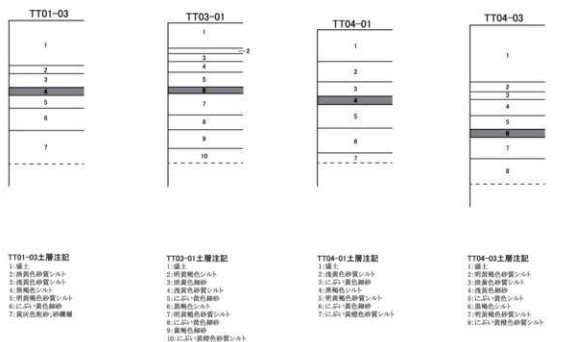 TT01-03
1
2
3
4
5
6
7
TT03-01
1
2
3
4
5
6
7
8
9
10
TT04-01
1
2
3
4
5
6
7
TT04-03
1
2
3
4
5
6
7
8
TT01-03土層注記
1:盛土
2:淡黄色砂質シルト
3:浅黄色砂質シルト
4:黒褐色シルト
5:明黄褐色砂質シルト
6:にぶい黄色細砂
7:黄灰色粗砂;砂礫層
TT03-01土層注記
1:盛土
2:明黄褐色シルト
3:淡黄色細砂
4:浅黄色砂質シルト
5:にぶい黄色細砂
6:黒褐色シルト
7:明黄褐色砂質シルト
8:にぶい黄色細砂
9:黄褐色細砂
10:にぶい黄橙色砂質シルト
TT04-01土層注記
1:盛土
2:浅黄色砂質シルト
3:にぶい黄色細砂
4:黒褐色シルト
5:明黄褐色砂質シルト
6:にぶい黄色細砂
7:にぶい黄橙色砂質シルト
TT04-03土層注記
1:盛土
2:明黄褐色砂質シルト
3:淡黄色砂質シルト
4:浅黄色細砂
5:にぶい黄色細砂
6:黒褐色シルト
7:明黄褐色砂質シルト
8:にぶい黄橙色砂質シルト